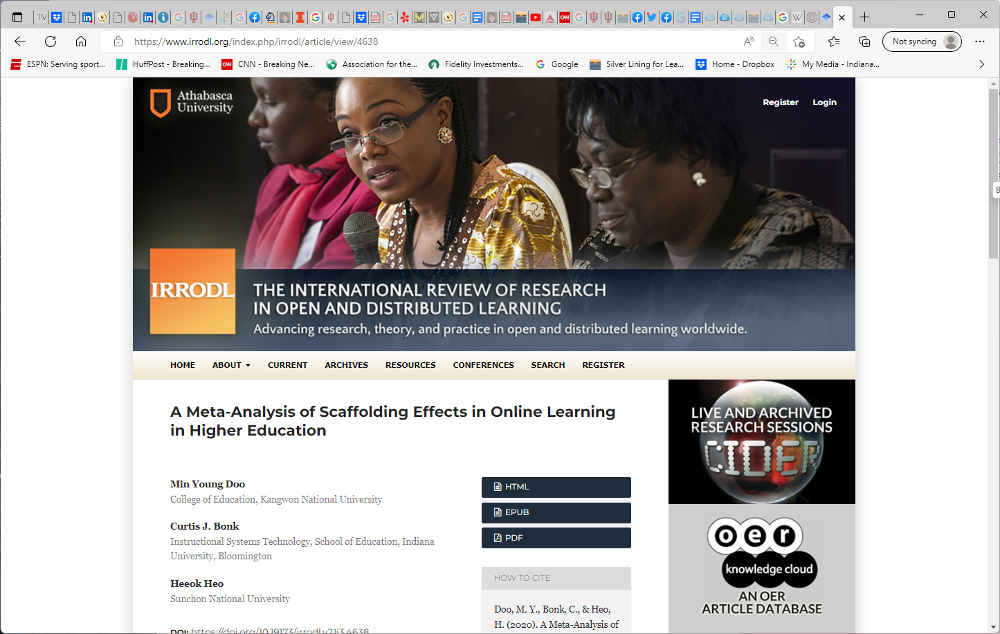 TV
https://www.irrodl.org/index.php/irrodl/article/view/4638
Not syncing
ESPN: Serving sport...
HuffPost - Breaking...
CNN - Breaking Ne...
Association for the...
Fidelity Investments...
Google
Silver Lining for Lea...
Home - Dropbox
My Media - Indiana...
Athabasca
University
Register
Login
IRRODL
THE INTERNATIONAL REVIEW OF RESEARCH
IN OPEN AND DISTRIBUTED LEARNING
Advancing research, theory, and practice in open and distributed learning worldwide.
HOME
ABOUT
CURRENT
ARCHIVES
RESOURCES
CONFERENCES
SEARCH
REGISTER
A Meta-Analysis of Scaffolding Effects in Online Learning
in Higher Education
Min Young Doo
College of Education, Kangwon National University
Curtis J. Bonk
Instructional Systems Technology, School of Education, Indiana
University, Bloomington
Heeok Heo
Sunchon National University
DOI: https://doi.org/10.19173/irrodl.v21i3.4638
HTML
EPUB
PDF
HOW TO CITE
Doo, M. Y., Bonk, C., & Heo,
H. (2020). A Meta-Analysis of
LIVE AND ARCHIVED
RESEARCH SESSIONS
CIDER
oer
knowledge cloud
AN OER
ARTICLE DATABASE